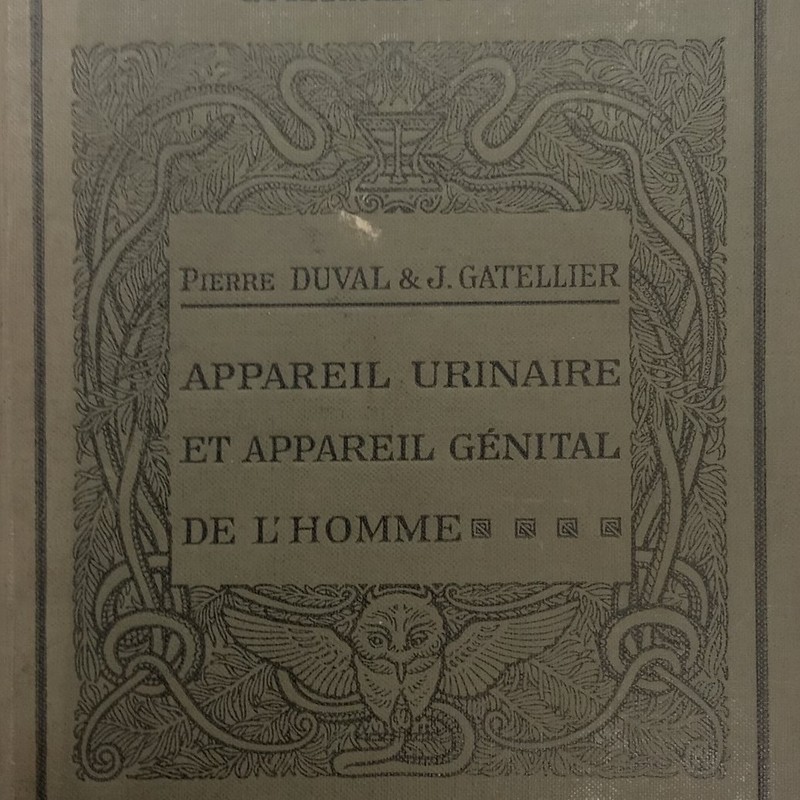 PIERRE DUVAL & J. GATELLIER
APPAREIL URINAIRE
ET APPAREIL GÉNITAL
DE L'HOMME